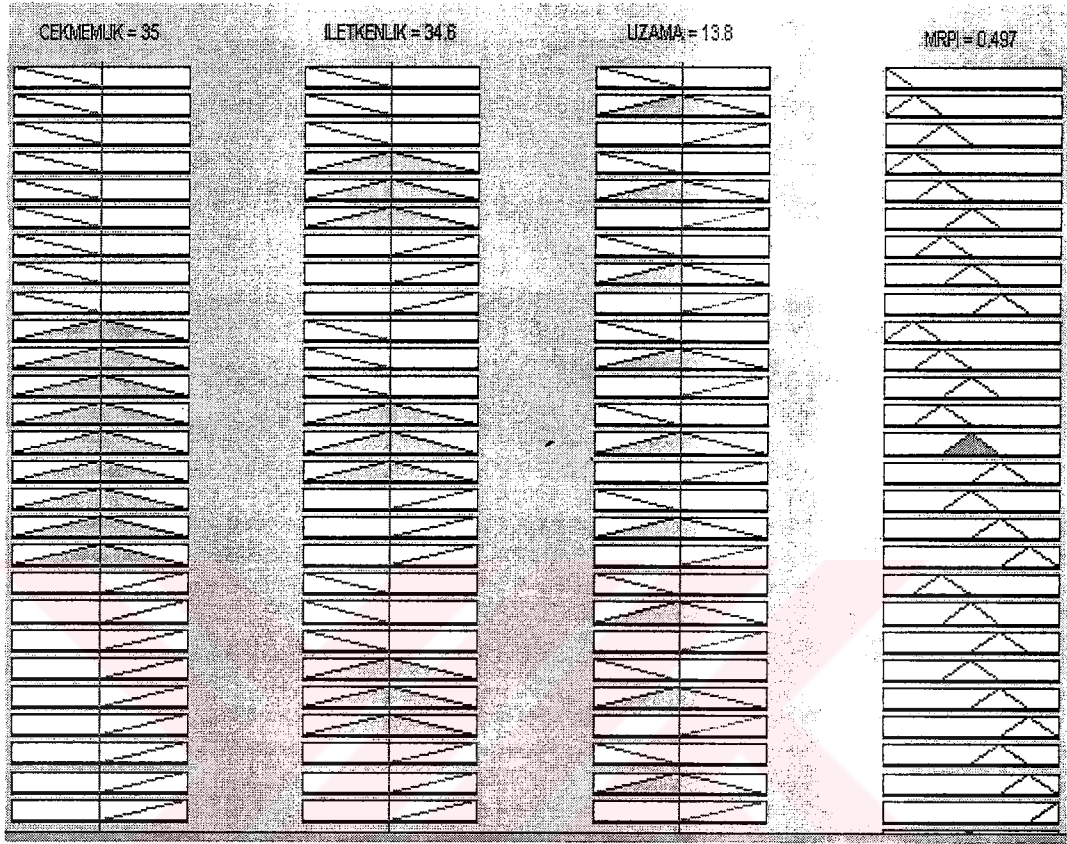 CEKMEMLIK = 35
ILETKENLIK = 34.6
UZAMA = 13.8
MRPI = 0.497